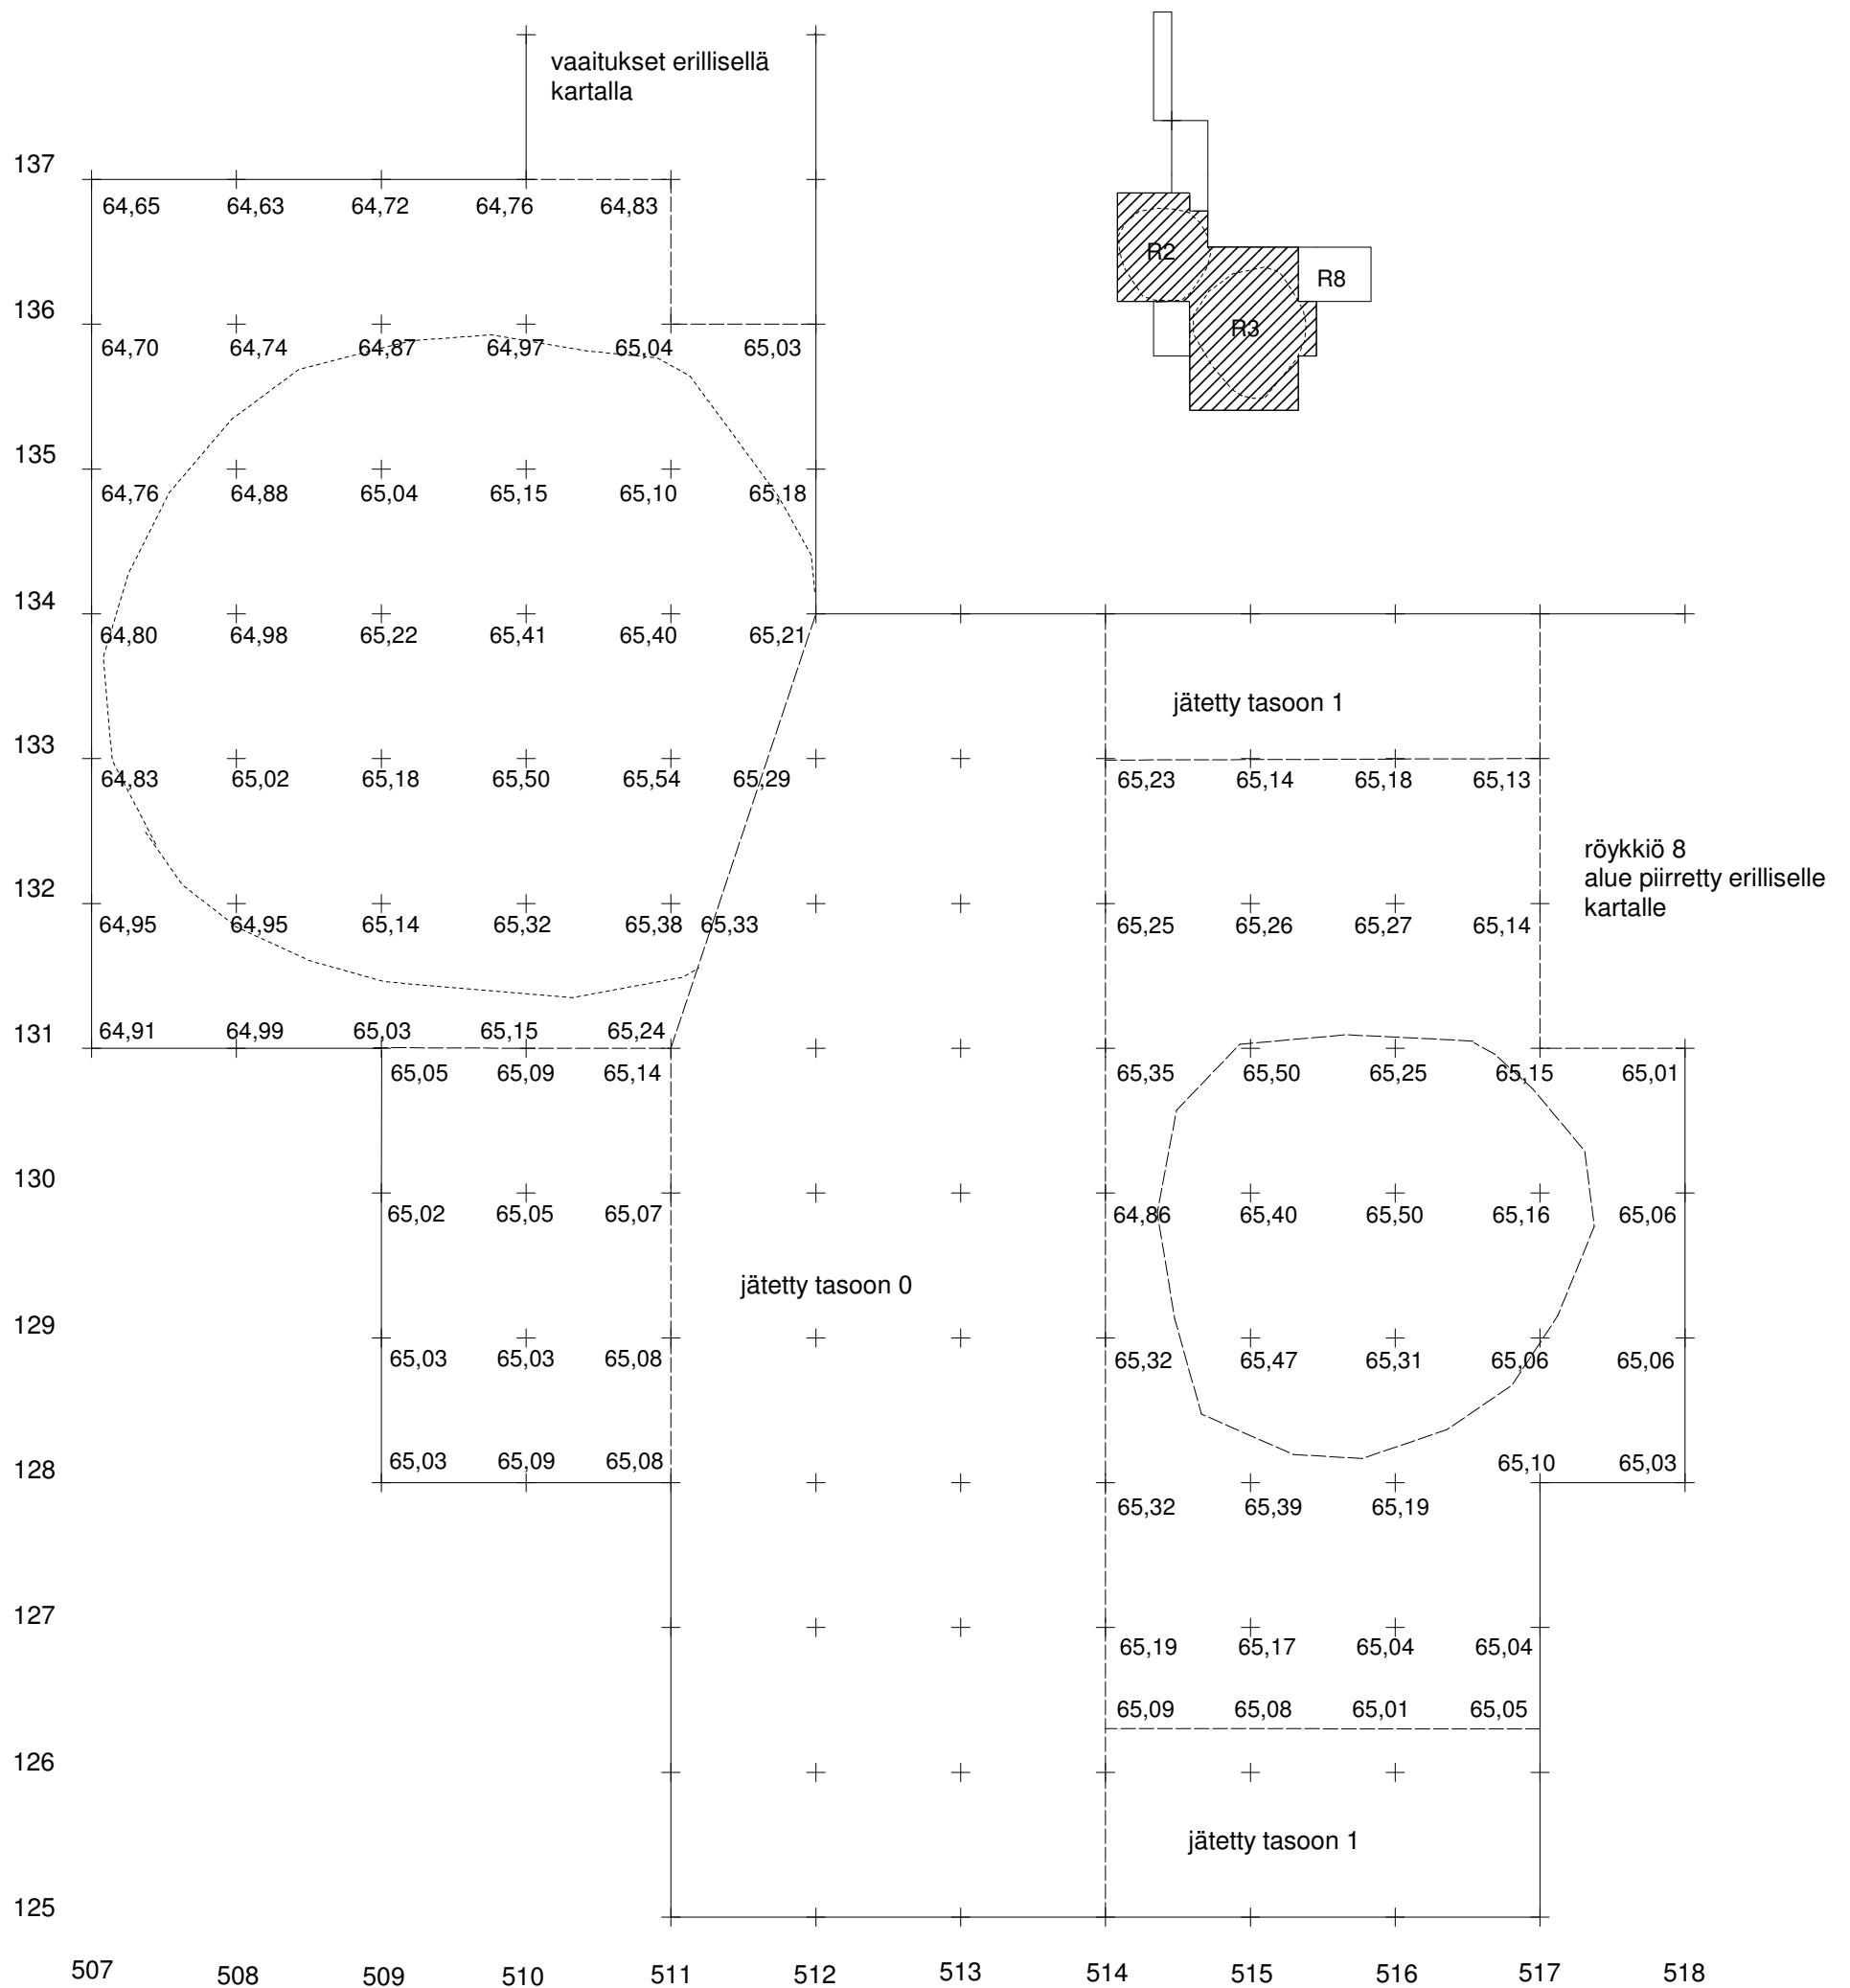 vaaitukset erillisellä
kartalla
137
64,65 64,63 64,72 64,76 64,83
R2
R8
R3
136
64,70 64,74 64,87 64,97 65,04 65,03
135
64,76 64,88 65,04 65,15 65,10 65,18
134
64,80 64,98 65,22 65,41 65,40 65,21
jätetty tasoon 1
133
64,83 65,02 65,18 65,50 65,54 65,29 65,23 65,14 65,18 65,13
röykkiö 8
alue piirretty erilliselle
kartalle
132
64,95 64,95 65,14 65,32 65,38 65,33 65,25 65,26 65,27 65,14
131
64,91 64,99 65,03 65,15 65,24
65,05 65,09 65,14 65,35 65,50 65,25 65,15 65,01
130
65,02 65,05 65,07 64,86 65,40 65,50 65,16 65,06
jätetty tasoon 0
129
65,03 65,03 65,08 65,32 65,47 65,31 65,06 65,06
128
65,03 65,09 65,08 65,10 65,03
65,32 65,39 65,19
127
65,19 65,17 65,04 65,04
65,09 65,08 65,01 65,05
126
jätetty tasoon 1
125
507 508 509 510 511 512 513 514 515 516 517 518